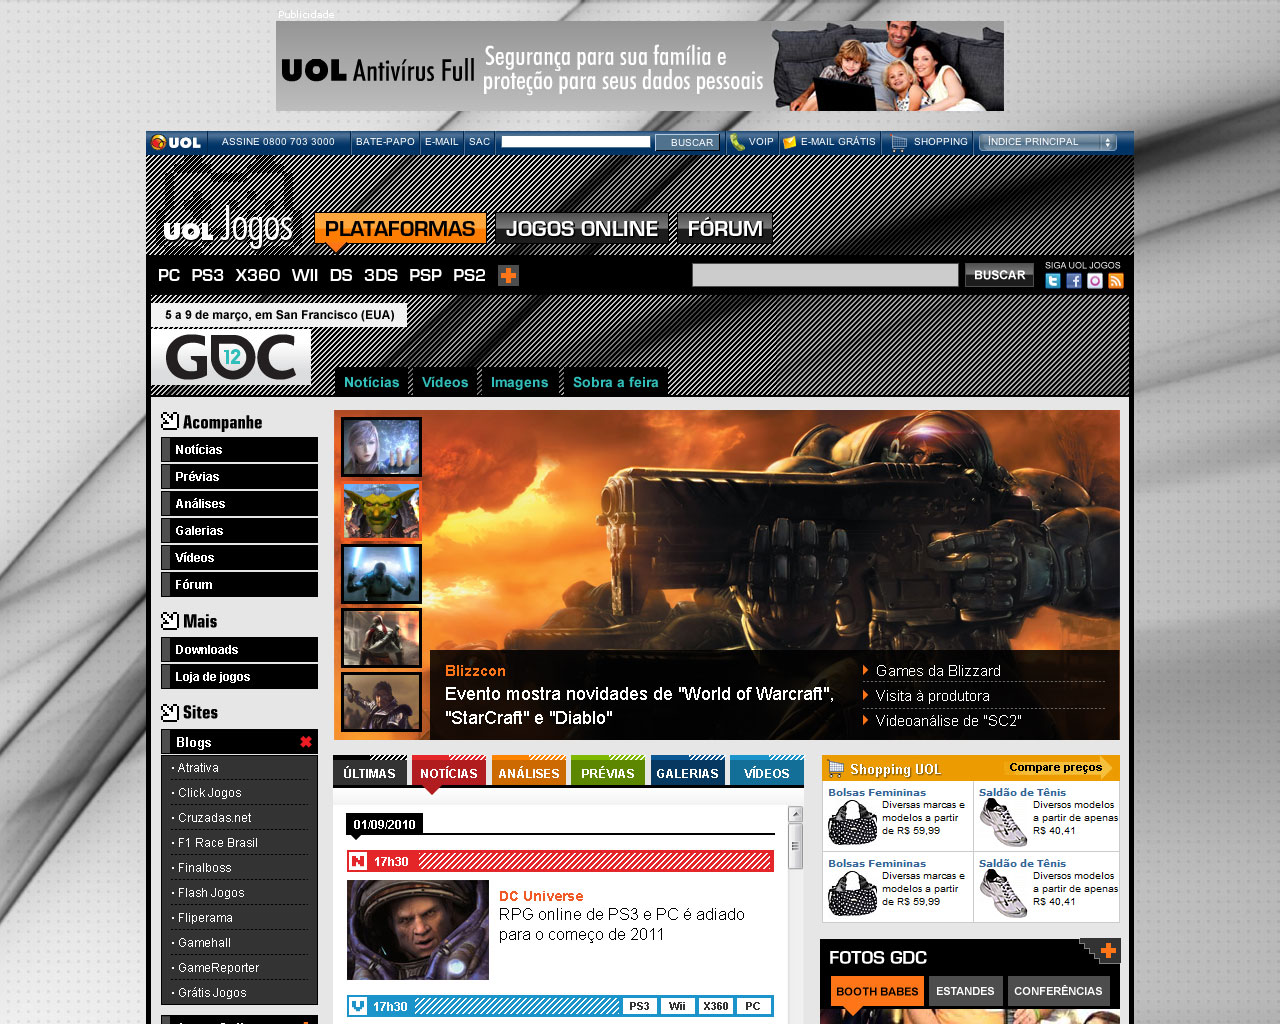 Publicidade
UOL Antivírus Full
Segurança para sua família e
proteção para seus dados pessoais
UOL
ASSINE 0800 703 3000
BATE-PAPO
E-MAIL
SAC
BUSCAR
VOIP
E-MAIL GRÁTIS
SHOPPING
ÍNDICE PRINCIPAL
UOL Jogos
PLATAFORMAS
JOGOS ONLINE
FÓRUM
PC PS3 X360 WII DS 3DS PSP PS2
BUSCAR
SIGA UOL JOGOS
5 a 9 de março, em San Francisco (EUA)
GDC 12
Notícias
Vídeos
Imagens
Sobra a feira
Acompanhe
Notícias
Prévias
Análises
Galerias
Vídeos
Fórum
Mais
Downloads
Loja de jogos
Sites
Blogs
Atrativa
Click Jogos
Cruzadas.net
F1 Race Brasil
Finalboss
Flash Jogos
Fliperama
Gamehall
GameReporter
Grátis Jogos
Blizzcon
Evento mostra novidades de "World of Warcraft",
"StarCraft" e "Diablo"
Games da Blizzard
Visita à produtora
Videoanálise de "SC2"
ÚLTIMAS
NOTÍCIAS
ANÁLISES
PRÉVIAS
GALERIAS
VÍDEOS
01/09/2010
N 17h30
DC Universe
RPG online de PS3 e PC é adiado
para o começo de 2011
V 17h30
PS3
Wii
X360
PC
Shopping UOL
Compare preços
Bolsas Femininas
Diversas marcas e
modelos a partir
de R$ 59,99
Saldão de Tênis
Diversos modelos
a partir de apenas
R$ 40,41
Bolsas Femininas
Diversas marcas e
modelos a partir
de R$ 59,99
Saldão de Tênis
Diversos modelos
a partir de apenas
R$ 40,41
FOTOS GDC
BOOTH BABES
ESTANDES
CONFERÊNCIAS